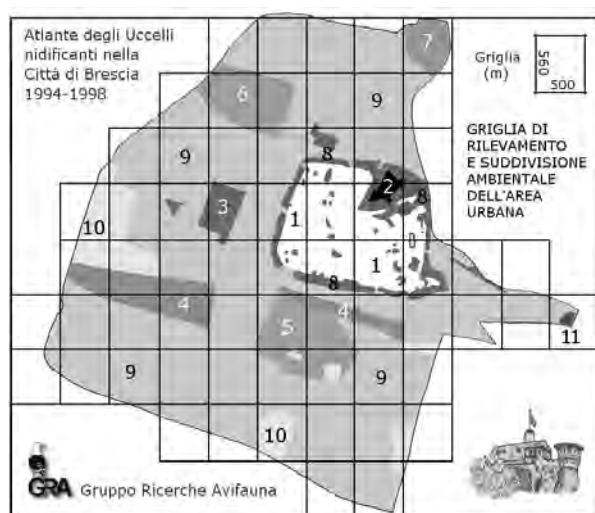 Atlante degli Uccelli
nidificanti nella
Città di Brescia
1994-1998
7
Griglia
(m)
560
500
6
9
GRIGLIA DI
RILEVAMENTO
E SUDDIVISIONE
AMBIENTALE
DELL'AREA
URBANA
9
8
2
8
3
1
10
1
8
4
4
5
11
9
9
10
GRA Gruppo Ricerche Avifauna